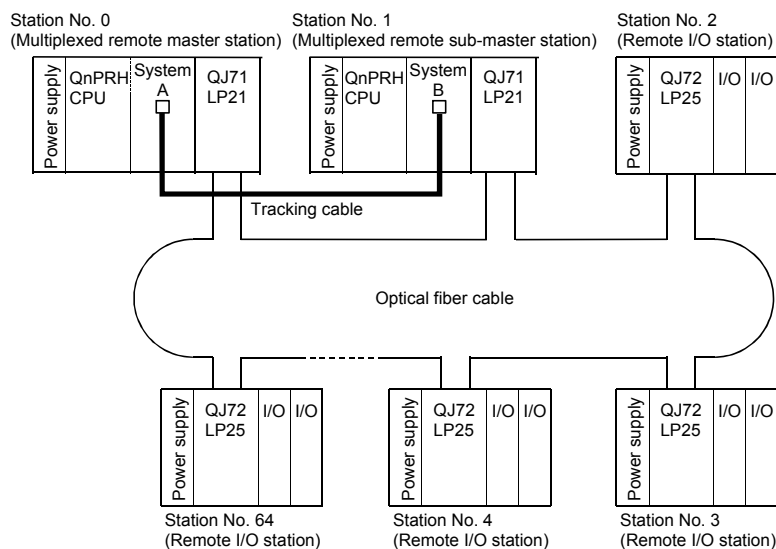 Station No. 0
(Multiplexed remote master station)
Station No. 1
(Multiplexed remote sub-master station)
Station No. 2
(Remote I/O station)
Power supply
QnPRH
CPU
System
A
QJ71
LP21
Power supply
QnPRH
CPU
System
B
QJ71
LP21
Power supply
QJ72
LP25
I/O
I/O
Tracking cable
Optical fiber cable
Power supply
QJ72
LP25
I/O
I/O
Power supply
QJ72
LP25
I/O
I/O
Power supply
QJ72
LP25
I/O
I/O
Station No. 64
(Remote I/O station)
Station No. 4
(Remote I/O station)
Station No. 3
(Remote I/O station)